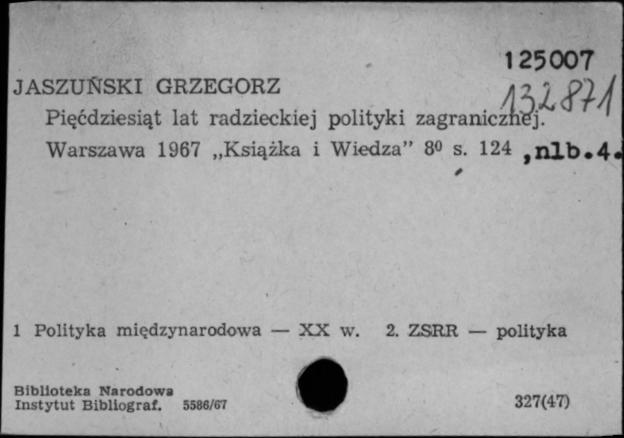 125007
JASZUŃSKI GRZEGORZ
132871
Pięćdziesiąt lat radzieckiej polityki zagranicznej.
Warszawa 1967 „Książka i Wiedza” 8⁰ s. 124 , nlb.4.
1 Polityka międzynarodowa — XX w. 2. ZSRR — polityka
Biblioteka Narodowa
Instytut Bibliograf. 5586/67
327(47)